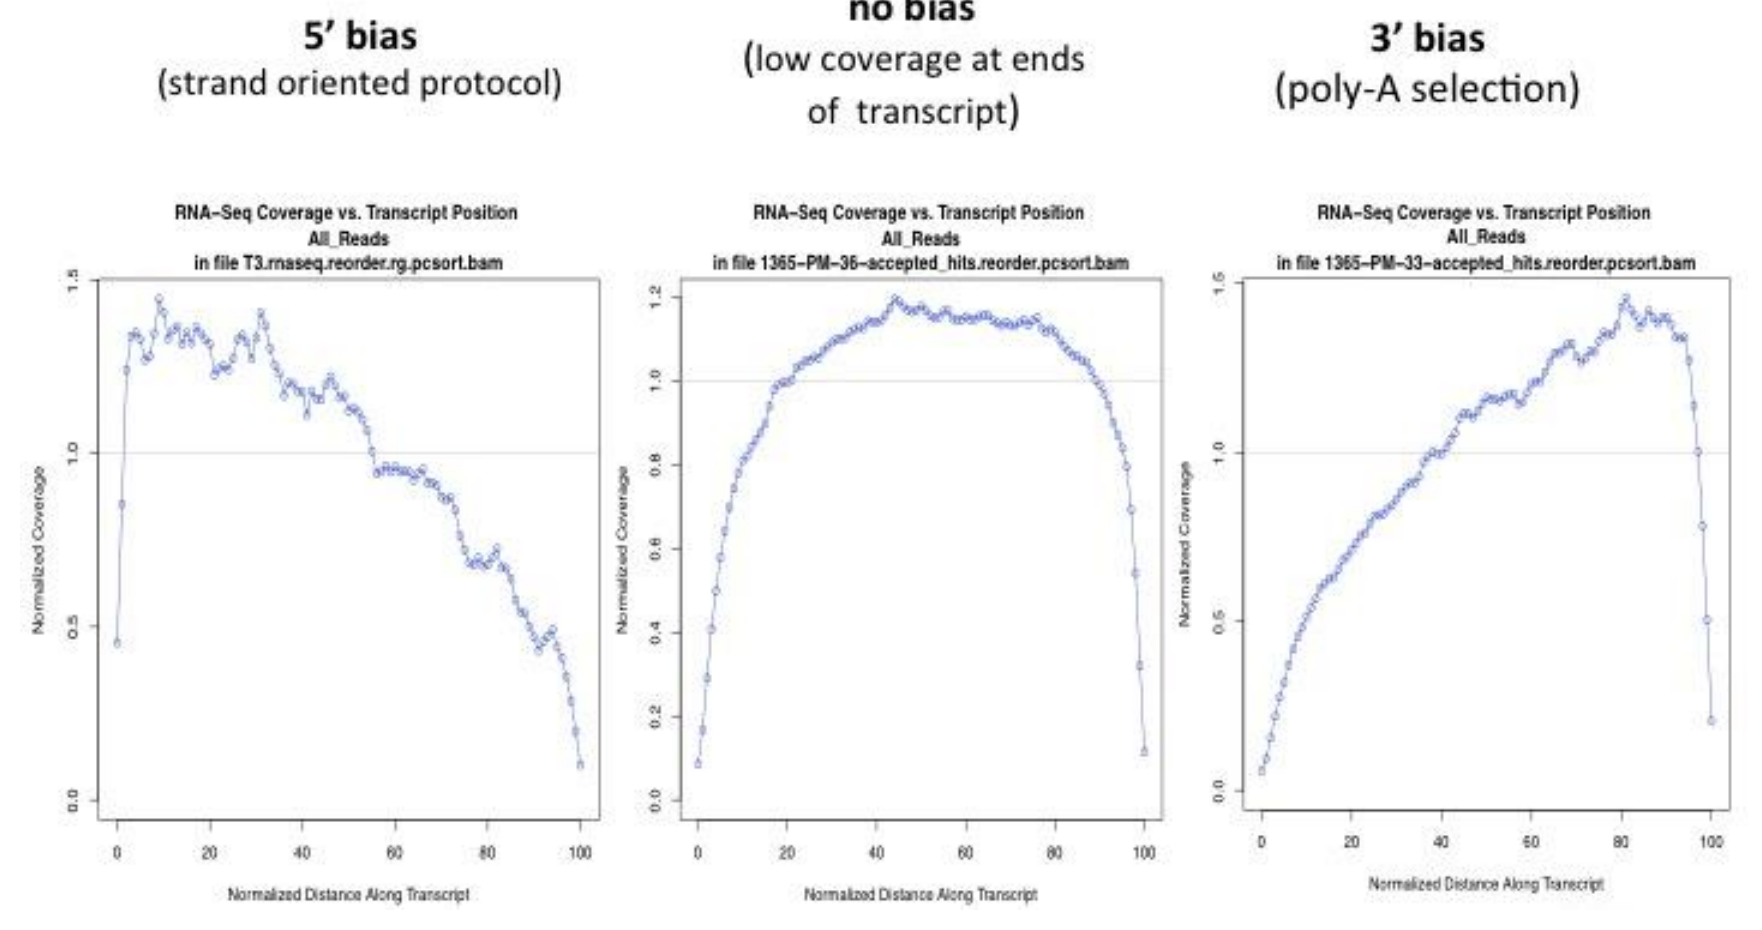 5’ bias
(strand oriented protocol)
no bias
(low coverage at ends
of transcript)
3’ bias
(poly-A selection)
RNA-Seq Coverage vs. Transcript Position
All_Reads
in file T3.rnaseq.reorder.rg.pcsort.bam
Normalized Coverage
1.5
1.0
0.5
0.0
0 20 40 60 80 100
Normalized Distance Along Transcript
RNA-Seq Coverage vs. Transcript Position
All_Reads
in file 1365-PM-36-accepted_hits.reorder.pcsort.bam
Normalized Coverage
1.2
1.0
0.8
0.6
0.4
0.2
0.0
0 20 40 60 80 100
Normalized Distance Along Transcript
RNA-Seq Coverage vs. Transcript Position
All_Reads
in file 1365-PM-33-accepted_hits.reorder.pcsort.bam
Normalized Coverage
1.5
1.0
0.5
0.0
0 20 40 60 80 100
Normalized Distance Along Transcript